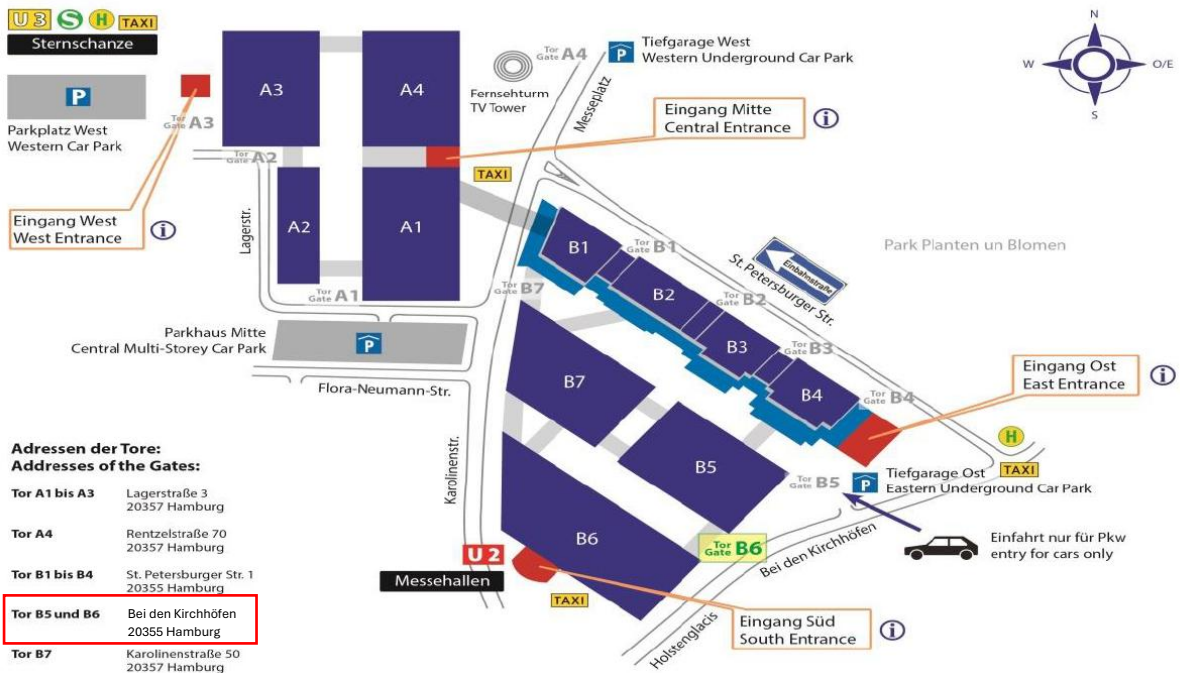 U3 S H TAXI
Sternschanze
P
Parkplatz West
Western Car Park
Tor
Gate A3
Eingang West
West Entrance
i
Tor
Gate A2
Lagerstr.
A3
A4
A2
A1
Tor
Gate A1
Fernsehturm
TV Tower
Tor
Gate A4
P
Tiefgarage West
Western Underground Car Park
Messeplatz
Eingang Mitte
Central Entrance
i
TAXI
N
W
O/E
S
Parkhaus Mitte
Central Multi-Storey Car Park
P
Flora-Neumann-Str.
Karolinenstr.
B1
Tor
Gate B1
B2
Tor
Gate B2
B3
Tor
Gate B3
B4
Tor
Gate B4
Tor
Gate B7
B7
B5
B6
Einbahnstraße
St. Petersburger Str.
Park Planten un Blomen
Eingang Ost
East Entrance
i
H
TAXI
Tor
Gate B5
P
Tiefgarage Ost
Eastern Underground Car Park
Einfahrt nur für Pkw
entry for cars only
Tor
Gate B6
Bei den Kirchhöfen
Holstenglacis
U2
Messehallen
TAXI
Eingang Süd
South Entrance
i
Adressen der Tore:
Addresses of the Gates:
Tor A1 bis A3 Lagerstraße 3
20357 Hamburg
Tor A4 Rentzelstraße 70
20357 Hamburg
Tor B1 bis B4 St. Petersburger Str. 1
20355 Hamburg
Tor B5 und B6 Bei den Kirchhöfen
20355 Hamburg
Tor B7 Karolinenstraße 50
20357 Hamburg